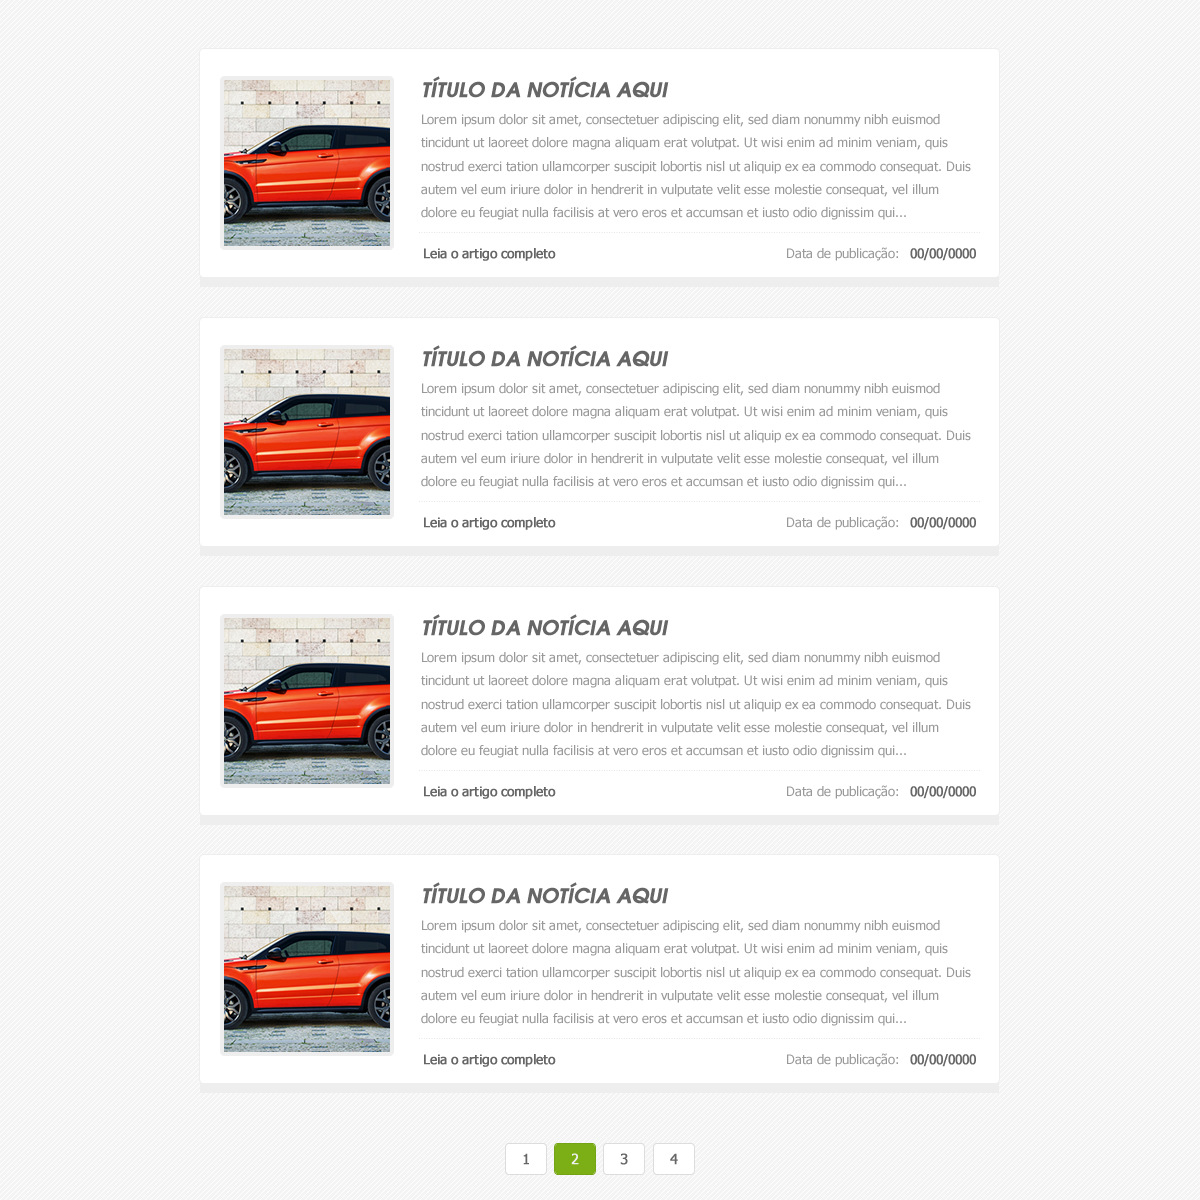 TÍTULO DA NOTÍCIA AQUI
Lorem ipsum dolor sit amet, consectetuer adipiscing elit, sed diam nonummy nibh euismod
tincidunt ut laoreet dolore magna aliquam erat volutpat. Ut wisi enim ad minim veniam, quis
nostrud exerci tation ullamcorper suscipit lobortis nisl ut aliquip ex ea commodo consequat. Duis
autem vel eum iriure dolor in hendrerit in vulputate velit esse molestie consequat, vel illum
dolore eu feugiat nulla facilisis at vero eros et accumsan et iusto odio dignissim qui...
Leia o artigo completo Data de publicação: 00/00/0000
TÍTULO DA NOTÍCIA AQUI
Lorem ipsum dolor sit amet, consectetuer adipiscing elit, sed diam nonummy nibh euismod
tincidunt ut laoreet dolore magna aliquam erat volutpat. Ut wisi enim ad minim veniam, quis
nostrud exerci tation ullamcorper suscipit lobortis nisl ut aliquip ex ea commodo consequat. Duis
autem vel eum iriure dolor in hendrerit in vulputate velit esse molestie consequat, vel illum
dolore eu feugiat nulla facilisis at vero eros et accumsan et iusto odio dignissim qui...
Leia o artigo completo Data de publicação: 00/00/0000
TÍTULO DA NOTÍCIA AQUI
Lorem ipsum dolor sit amet, consectetuer adipiscing elit, sed diam nonummy nibh euismod
tincidunt ut laoreet dolore magna aliquam erat volutpat. Ut wisi enim ad minim veniam, quis
nostrud exerci tation ullamcorper suscipit lobortis nisl ut aliquip ex ea commodo consequat. Duis
autem vel eum iriure dolor in hendrerit in vulputate velit esse molestie consequat, vel illum
dolore eu feugiat nulla facilisis at vero eros et accumsan et iusto odio dignissim qui...
Leia o artigo completo Data de publicação: 00/00/0000
TÍTULO DA NOTÍCIA AQUI
Lorem ipsum dolor sit amet, consectetuer adipiscing elit, sed diam nonummy nibh euismod
tincidunt ut laoreet dolore magna aliquam erat volutpat. Ut wisi enim ad minim veniam, quis
nostrud exerci tation ullamcorper suscipit lobortis nisl ut aliquip ex ea commodo consequat. Duis
autem vel eum iriure dolor in hendrerit in vulputate velit esse molestie consequat, vel illum
dolore eu feugiat nulla facilisis at vero eros et accumsan et iusto odio dignissim qui...
Leia o artigo completo Data de publicação: 00/00/0000
1 2 3 4